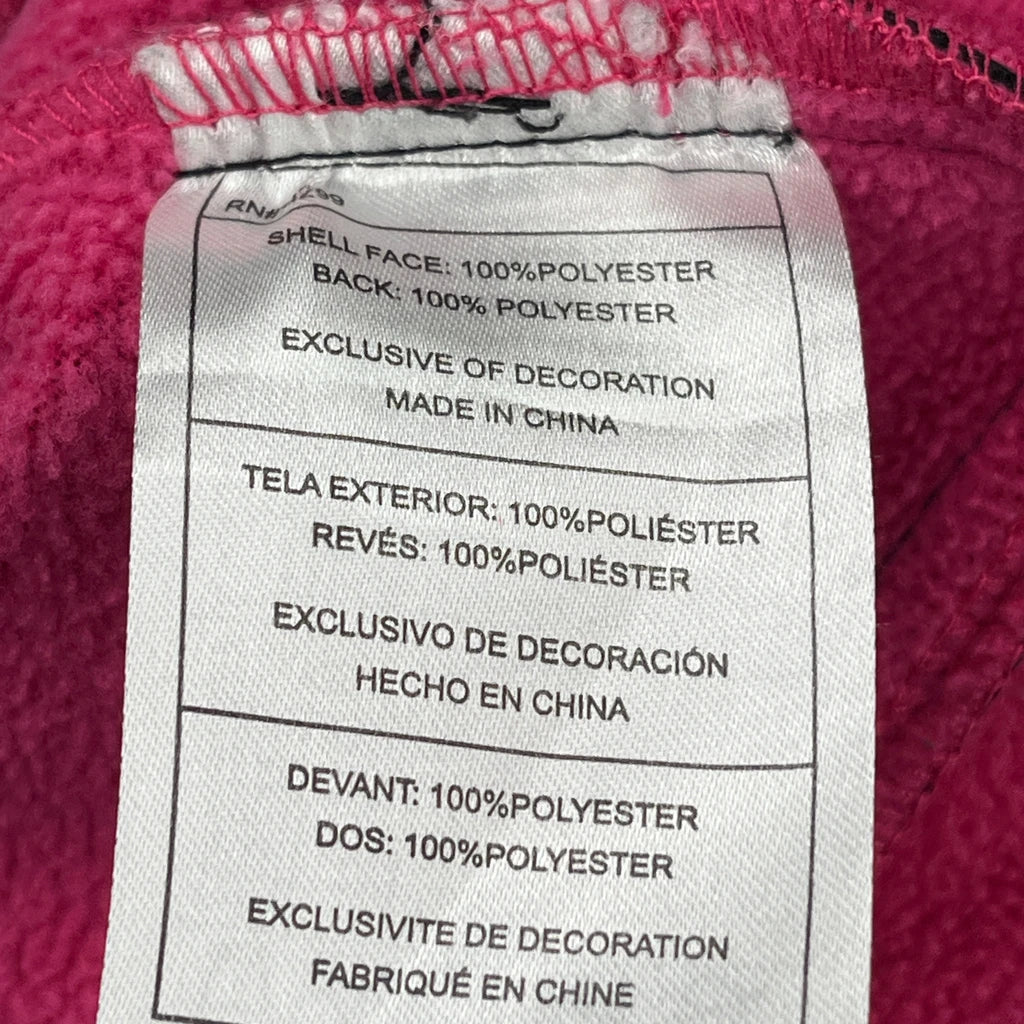 RN#
SHELL FACE: 100%POLYESTER
BACK: 100% POLYESTER
EXCLUSIVE OF DECORATION
MADE IN CHINA
TELA EXTERIOR: 100%POLIÉSTER
REVÉS: 100%POLIÉSTER
EXCLUSIVO DE DECORACIÓN
HECHO EN CHINA
DEVANT: 100%POLYESTER
DOS: 100%POLYESTER
EXCLUSIVITE DE DECORATION
FABRIQUÉ EN CHINE